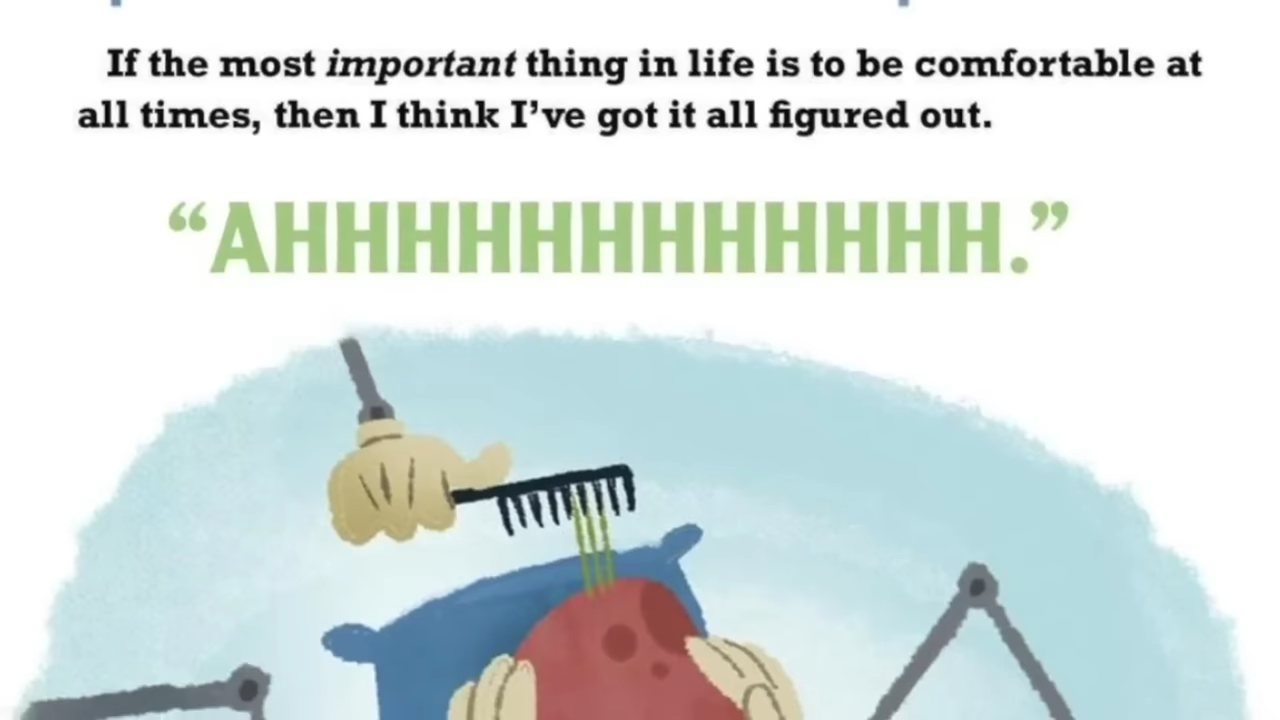 If the most important thing in life is to be comfortable at
all times, then I think I’ve got it all figured out.
“AHHHHHHHHHHHH.”